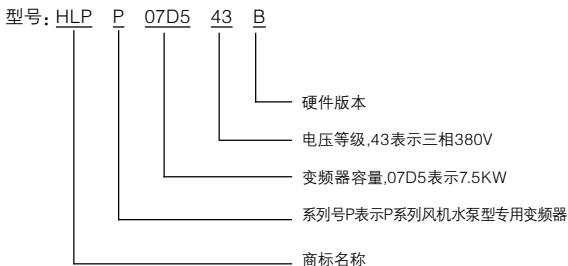 型号: HLP P 07D5 43 B
硬件版本
电压等级,43表示三相380V
变频器容量,07D5表示7.5KW
系列号P表示P系列风机水泵型专用变频器
商标名称